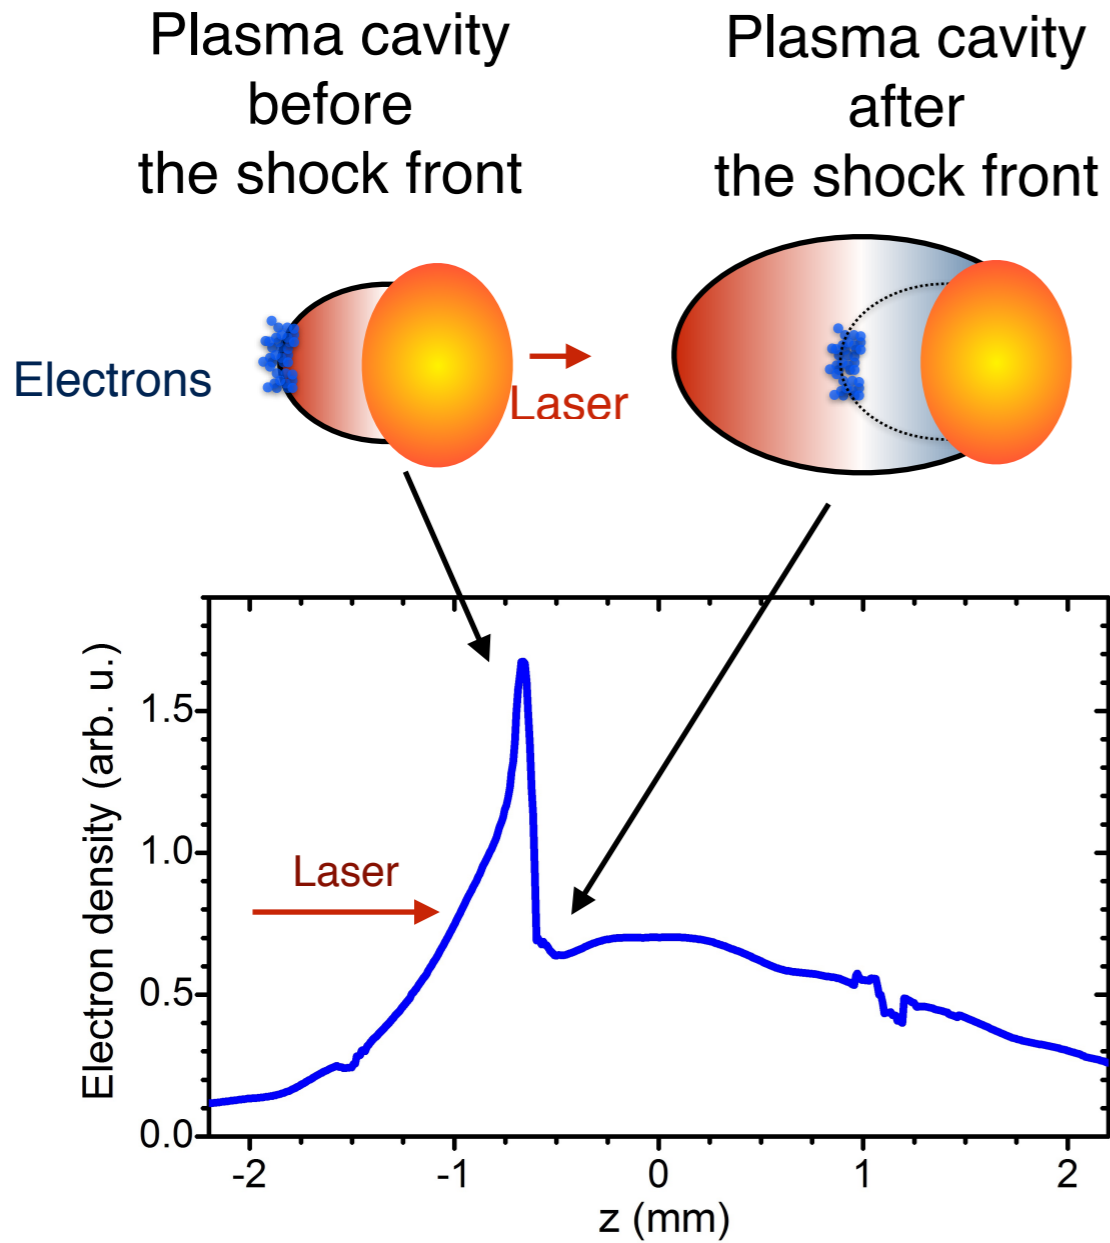 Plasma cavity
before
the shock front
Plasma cavity
after
the shock front
Electrons
Laser
Electron density (arb. u.)
1.5
1.0
0.5
0.0
Laser
-2
-1
0
1
2
z (mm)